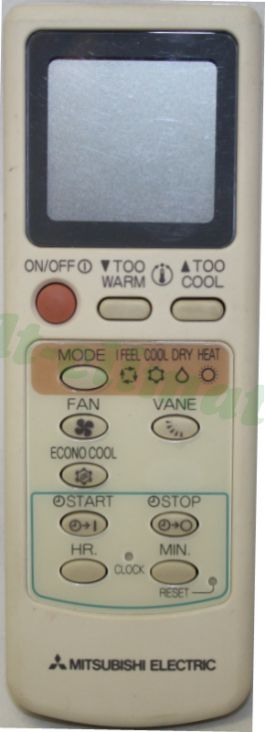 ON/OFF ▼TOO WARM ▲TOO COOL
MODE I FEEL COOL DRY HEAT
FAN VANE
ECONO COOL
START STOP
HR. CLOCK MIN.
RESET
MITSUBISHI ELECTRIC